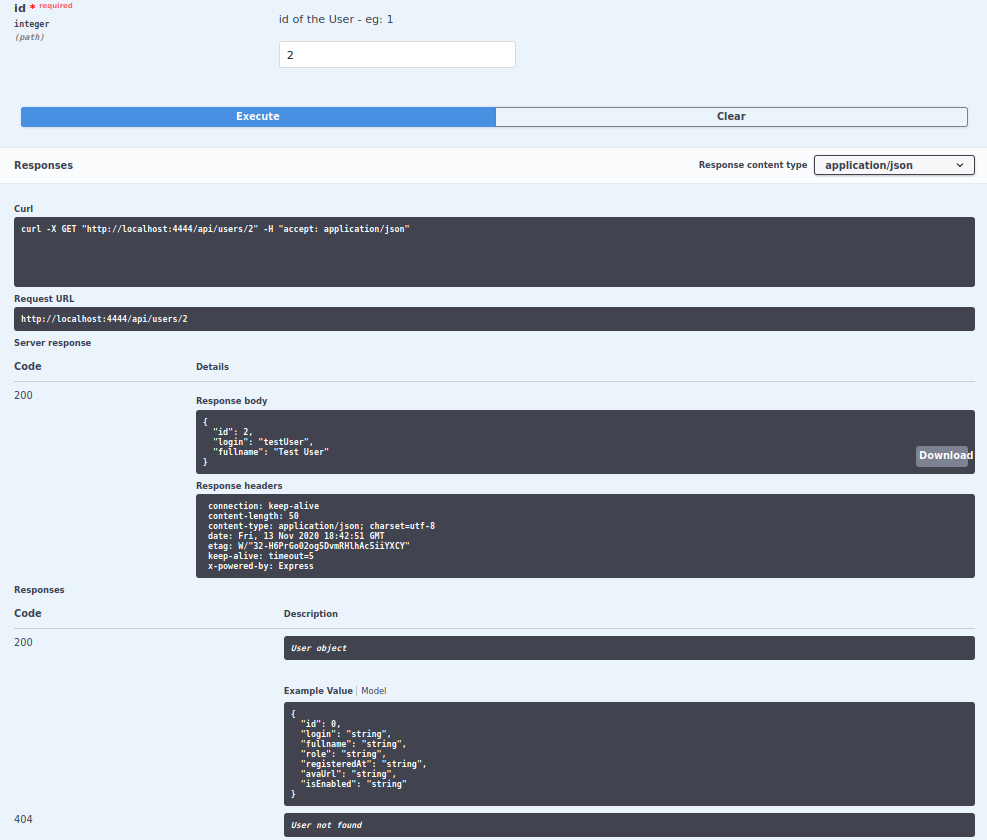 id * required
integer
(path)
id of the User - eg: 1
2
Execute
Clear
Responses
Response content type
application/json
Curl
curl -X GET "http://localhost:4444/api/users/2" -H "accept: application/json"
Request URL
http://localhost:4444/api/users/2
Server response
Code
Details
200
Response body
{
"id": 2,
"login": "testUser",
"fullname": "Test User"
}
Download
Response headers
connection: keep-alive
content-length: 50
content-type: application/json; charset=utf-8
date: Fri, 13 Nov 2020 18:42:51 GMT
etag: W/"32-H6PrGo02og5DvmRHlhAc5iiYXCY"
keep-alive: timeout=5
x-powered-by: Express
Responses
Code
Description
200
User object
Example Value | Model
{
"id": 0,
"login": "string",
"fullname": "string",
"role": "string",
"registeredAt": "string",
"avaUrl": "string",
"isEnabled": "string"
}
404
User not found